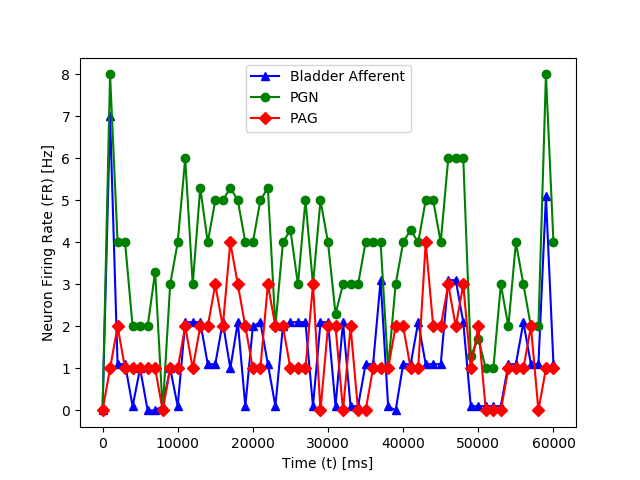 Bladder Afferent
PGN
PAG
Neuron Firing Rate (FR) [Hz]
8
7
6
5
4
3
2
1
0
0 10000 20000 30000 40000 50000 60000
Time (t) [ms]